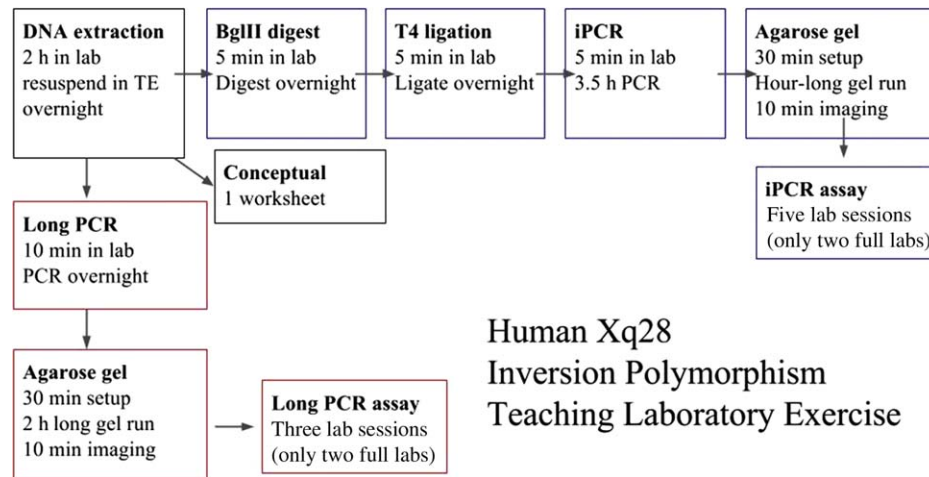 DNA extraction
2 h in lab
resuspend in TE
overnight
BglII digest
5 min in lab
Digest overnight
T4 ligation
5 min in lab
Ligate overnight
iPCR
5 min in lab
3.5 h PCR
Agarose gel
30 min setup
Hour-long gel run
10 min imaging
Conceptual
1 worksheet
iPCR assay
Five lab sessions
(only two full labs)
Long PCR
10 min in lab
PCR overnight
Agarose gel
30 min setup
2 h long gel run
10 min imaging
Long PCR assay
Three lab sessions
(only two full labs)
Human Xq28
Inversion Polymorphism
Teaching Laboratory Exercise